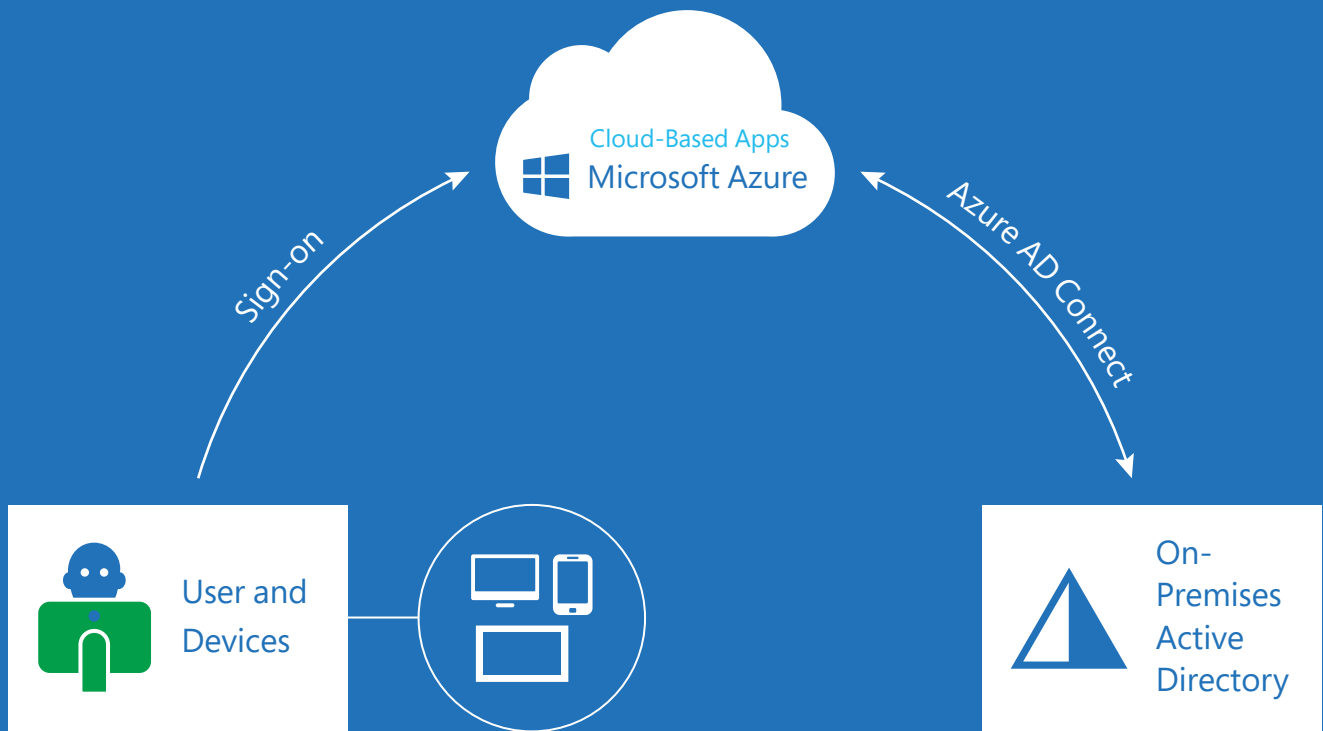 Cloud-Based Apps
Microsoft Azure
Sign-on
Azure AD Connect
User and
Devices
On-
Premises
Active
Directory